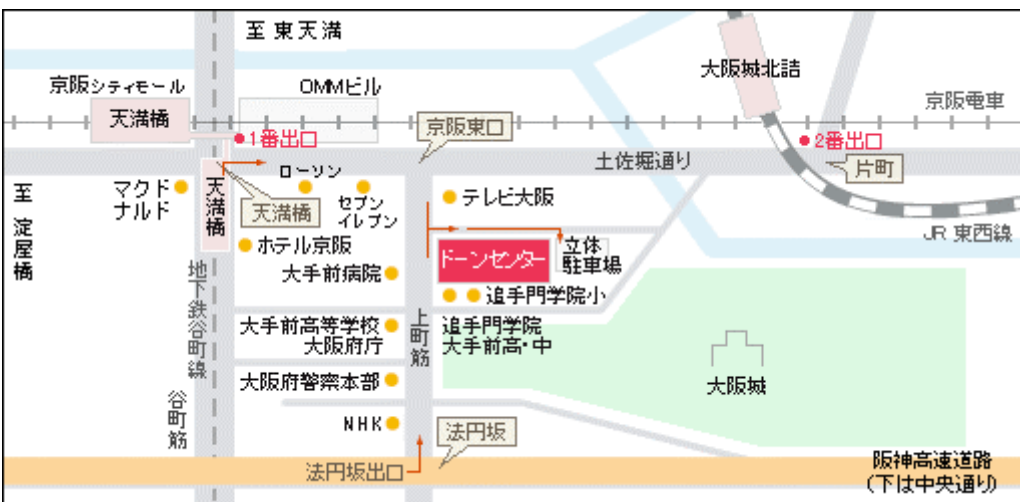 至 東天満
大阪城北詰
京阪シティモール
OMMビル
京阪電車
天満橋
京阪東口
1番出口
2番出口
土佐堀通り
片町
ローソン
マクド
ナルド
天満橋
至 淀屋橋
セブン
イレブン
テレビ大阪
天満橋
JR 東西線
ホテル京阪
ドーンセンター
立体
駐車場
大手前病院
地下鉄谷町線
追手門学院小
大手前高等学校
大阪府庁
上町筋
追手門学院
大手前高・中
大阪府警察本部
大阪城
谷町筋
NHK
法円坂
法円坂出口
阪神高速道路
(下は中央通り)